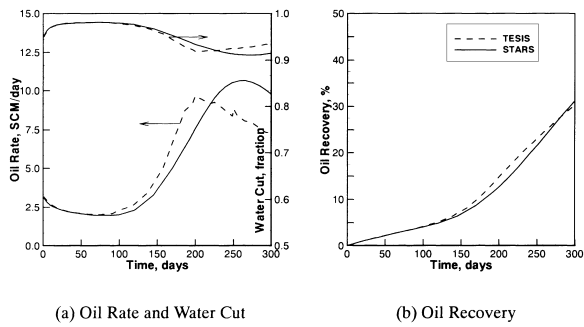 15.0
12.5
10.0
7.5
5.0
2.5
0.0
Oil Rate, SCM/day
1.0
0.9
0.8
0.7
0.6
0.5
Water Cut, fraction
0 50 100 150 200 250 300
Time, days
(a) Oil Rate and Water Cut
50
40
30
20
10
0
Oil Recovery, %
TESIS
STARS
0 50 100 150 200 250 300
Time, days
(b) Oil Recovery